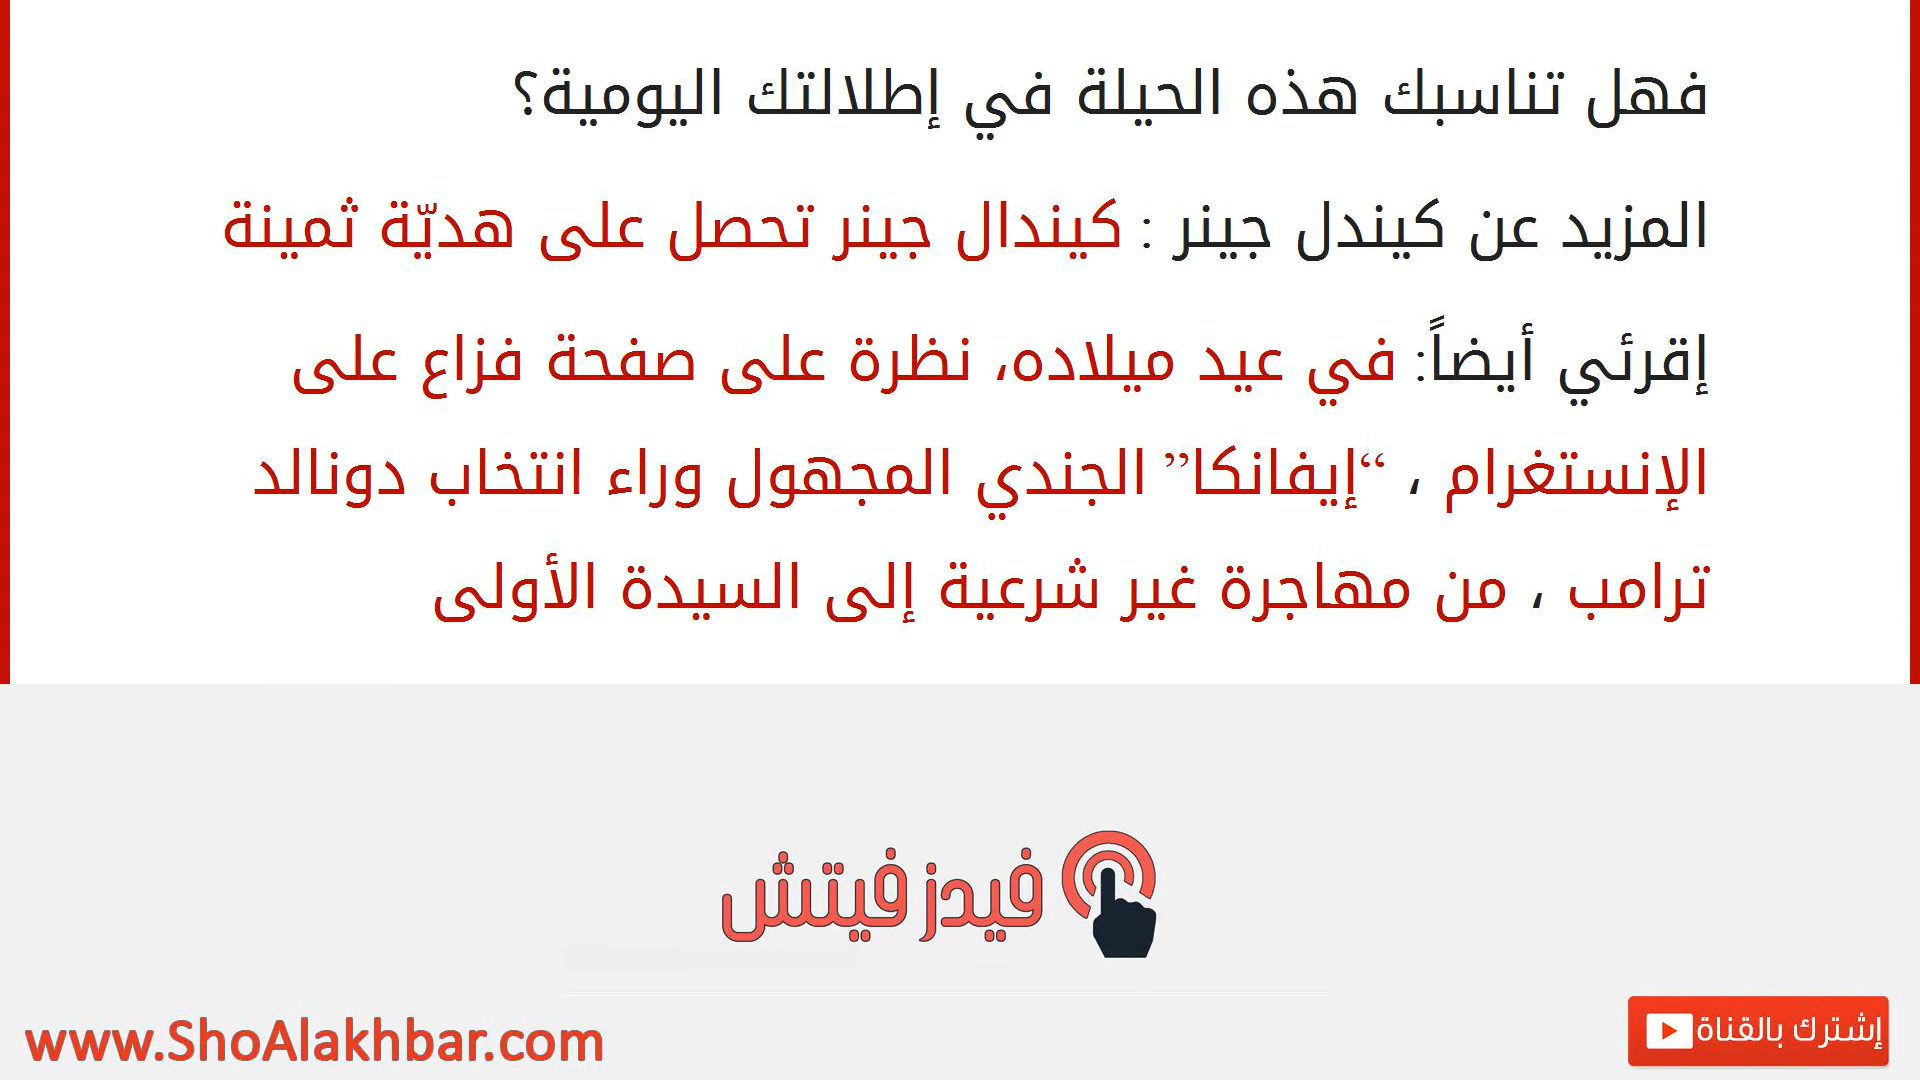 فهل تناسبك هذه الحيلة في إطلالتك اليومية؟
المزيد عن كيندل جينر : كيندال جينر تحصل على هديّة ثمينة
إقرئي أيضاً: في عيد ميلاده، نظرة على صفحة فزاع على
الإنستغرام ، “إيفانكا” الجندي المجهول وراء انتخاب دونالد
ترامب ، من مهاجرة غير شرعية إلى السيدة الأولى
فيدز فيتش
www.ShoAlakhbar.com
إشترك بالقناة